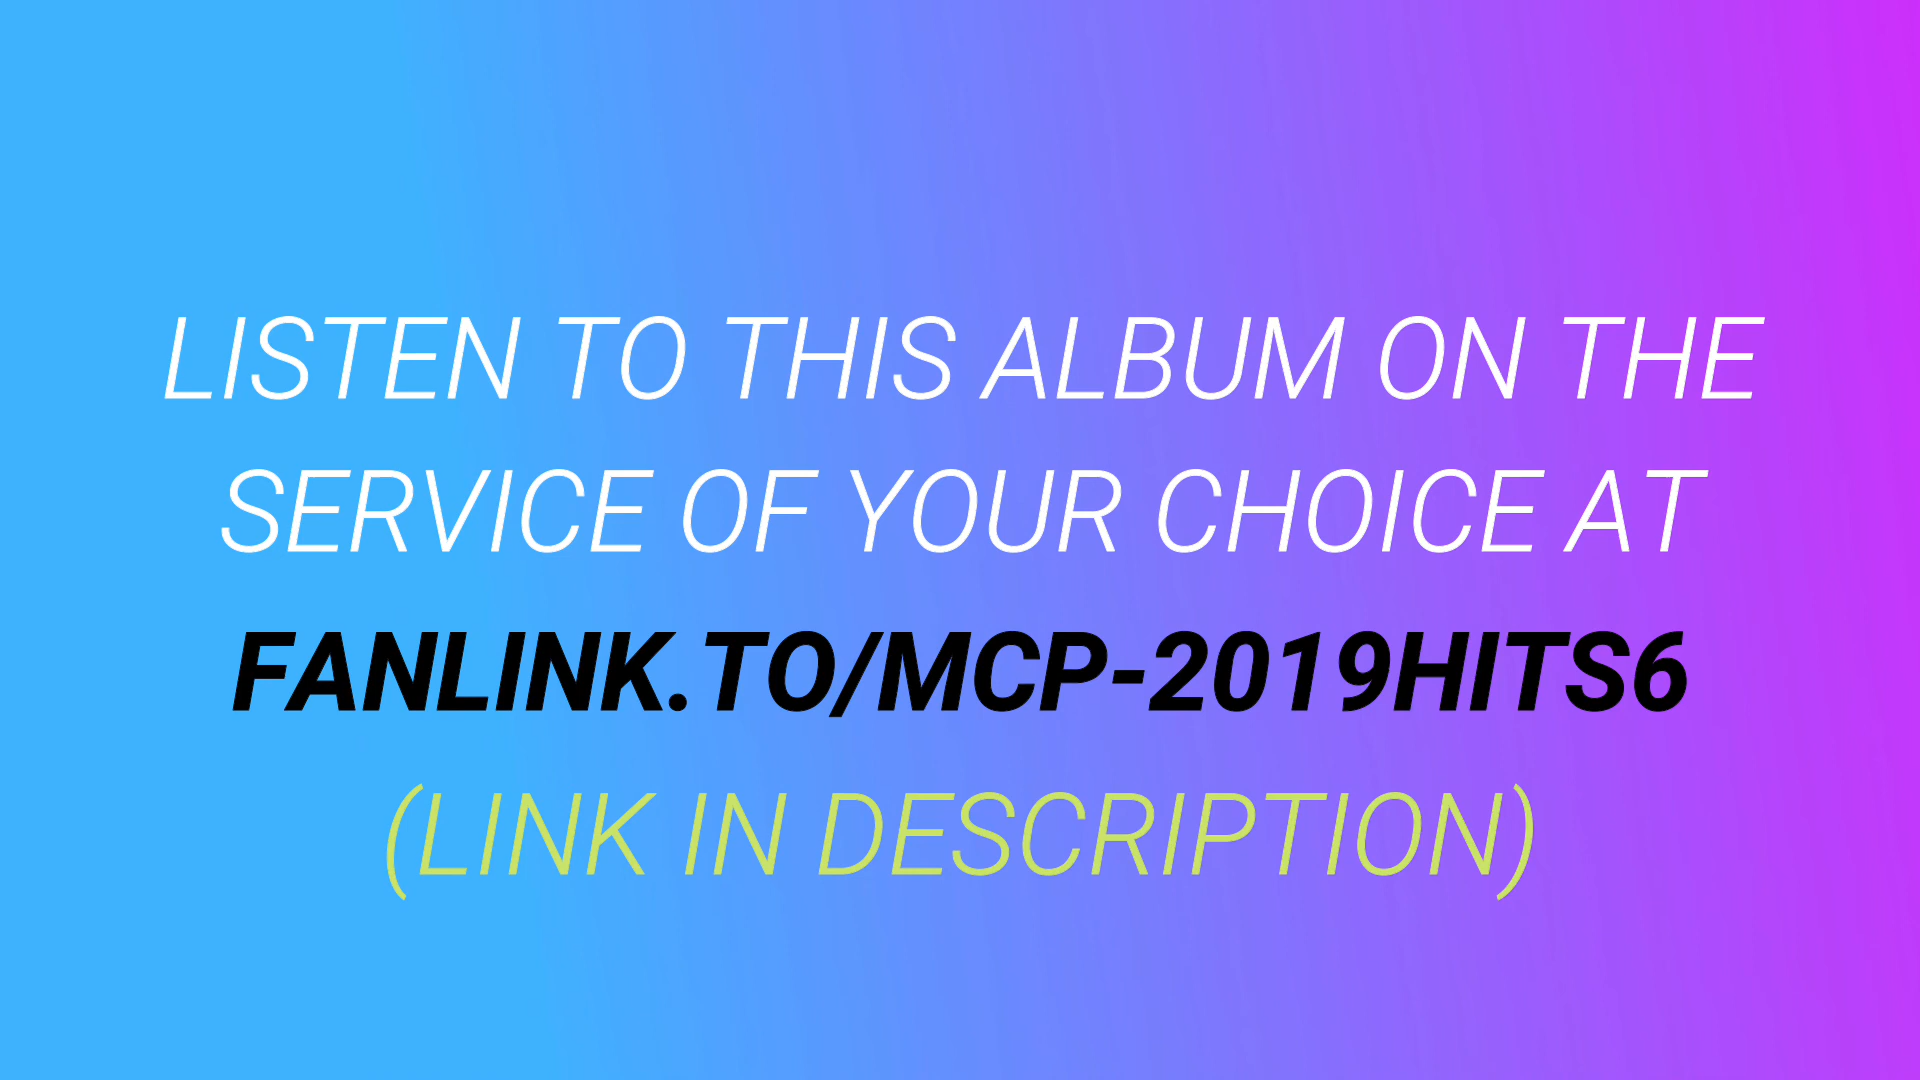 LISTEN TO THIS ALBUM ON THE
SERVICE OF YOUR CHOICE AT
FANLINK.TO/MCP-2019HITS6
(LINK IN DESCRIPTION)